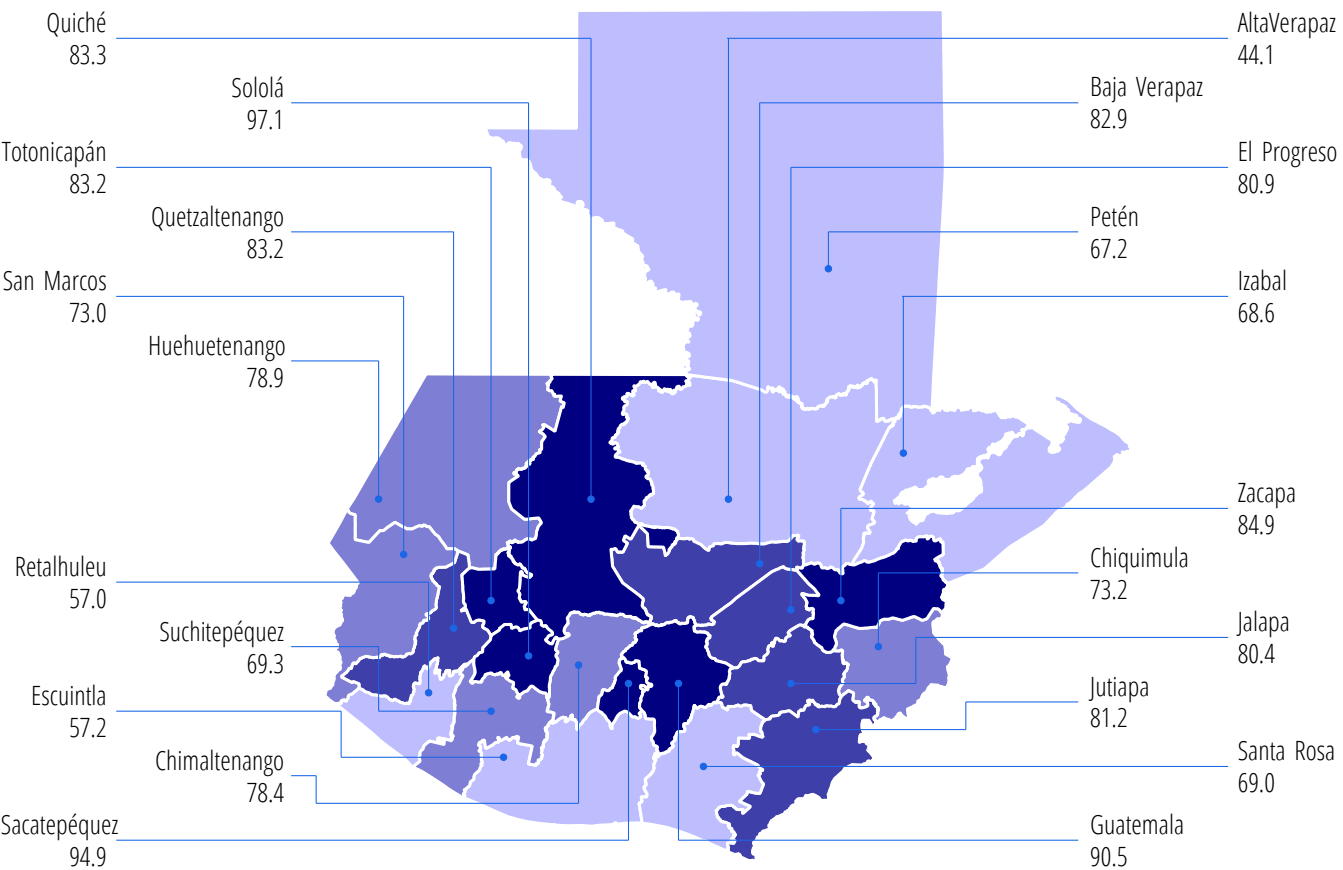 Quiché
83.3
Sololá
97.1
Totonicapán
83.2
Quetzaltenango
83.2
San Marcos
73.0
Huehuetenango
78.9
Retalhuleu
57.0
Suchitepéquez
69.3
Escuintla
57.2
Chimaltenango
78.4
Sacatepéquez
94.9
AltaVerapaz
44.1
Baja Verapaz
82.9
El Progreso
80.9
Petén
67.2
Izabal
68.6
Zacapa
84.9
Chiquimula
73.2
Jalapa
80.4
Jutiapa
81.2
Santa Rosa
69.0
Guatemala
90.5